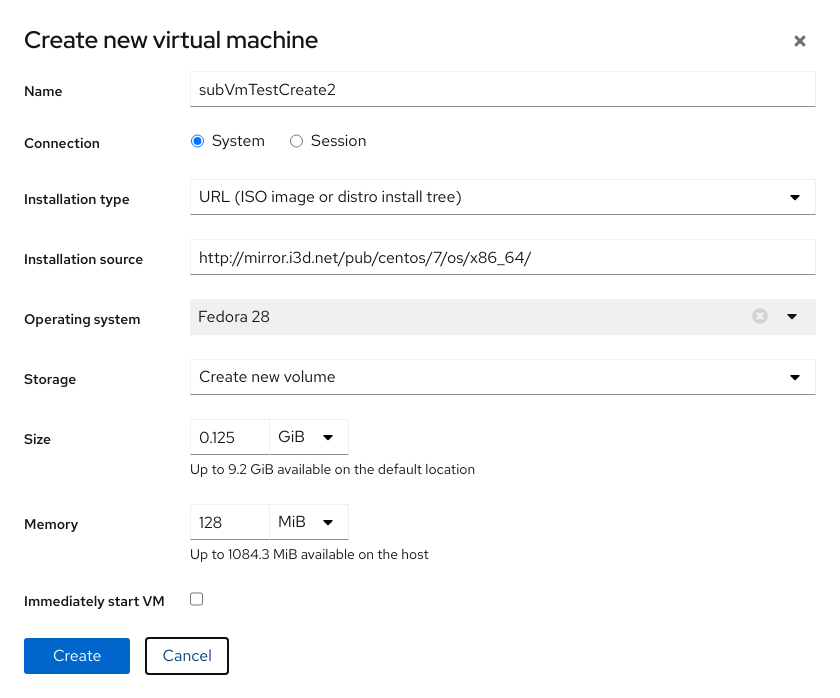 Create new virtual machine
Name subVmTestCreate2
Connection System Session
Installation type URL (ISO image or distro install tree)
Installation source http://mirror.i3d.net/pub/centos/7/os/x86_64/
Operating system Fedora 28
Storage Create new volume
Size 0.125 GiB
Up to 9.2 GiB available on the default location
Memory 128 MiB
Up to 1084.3 MiB available on the host
Immediately start VM
Create Cancel